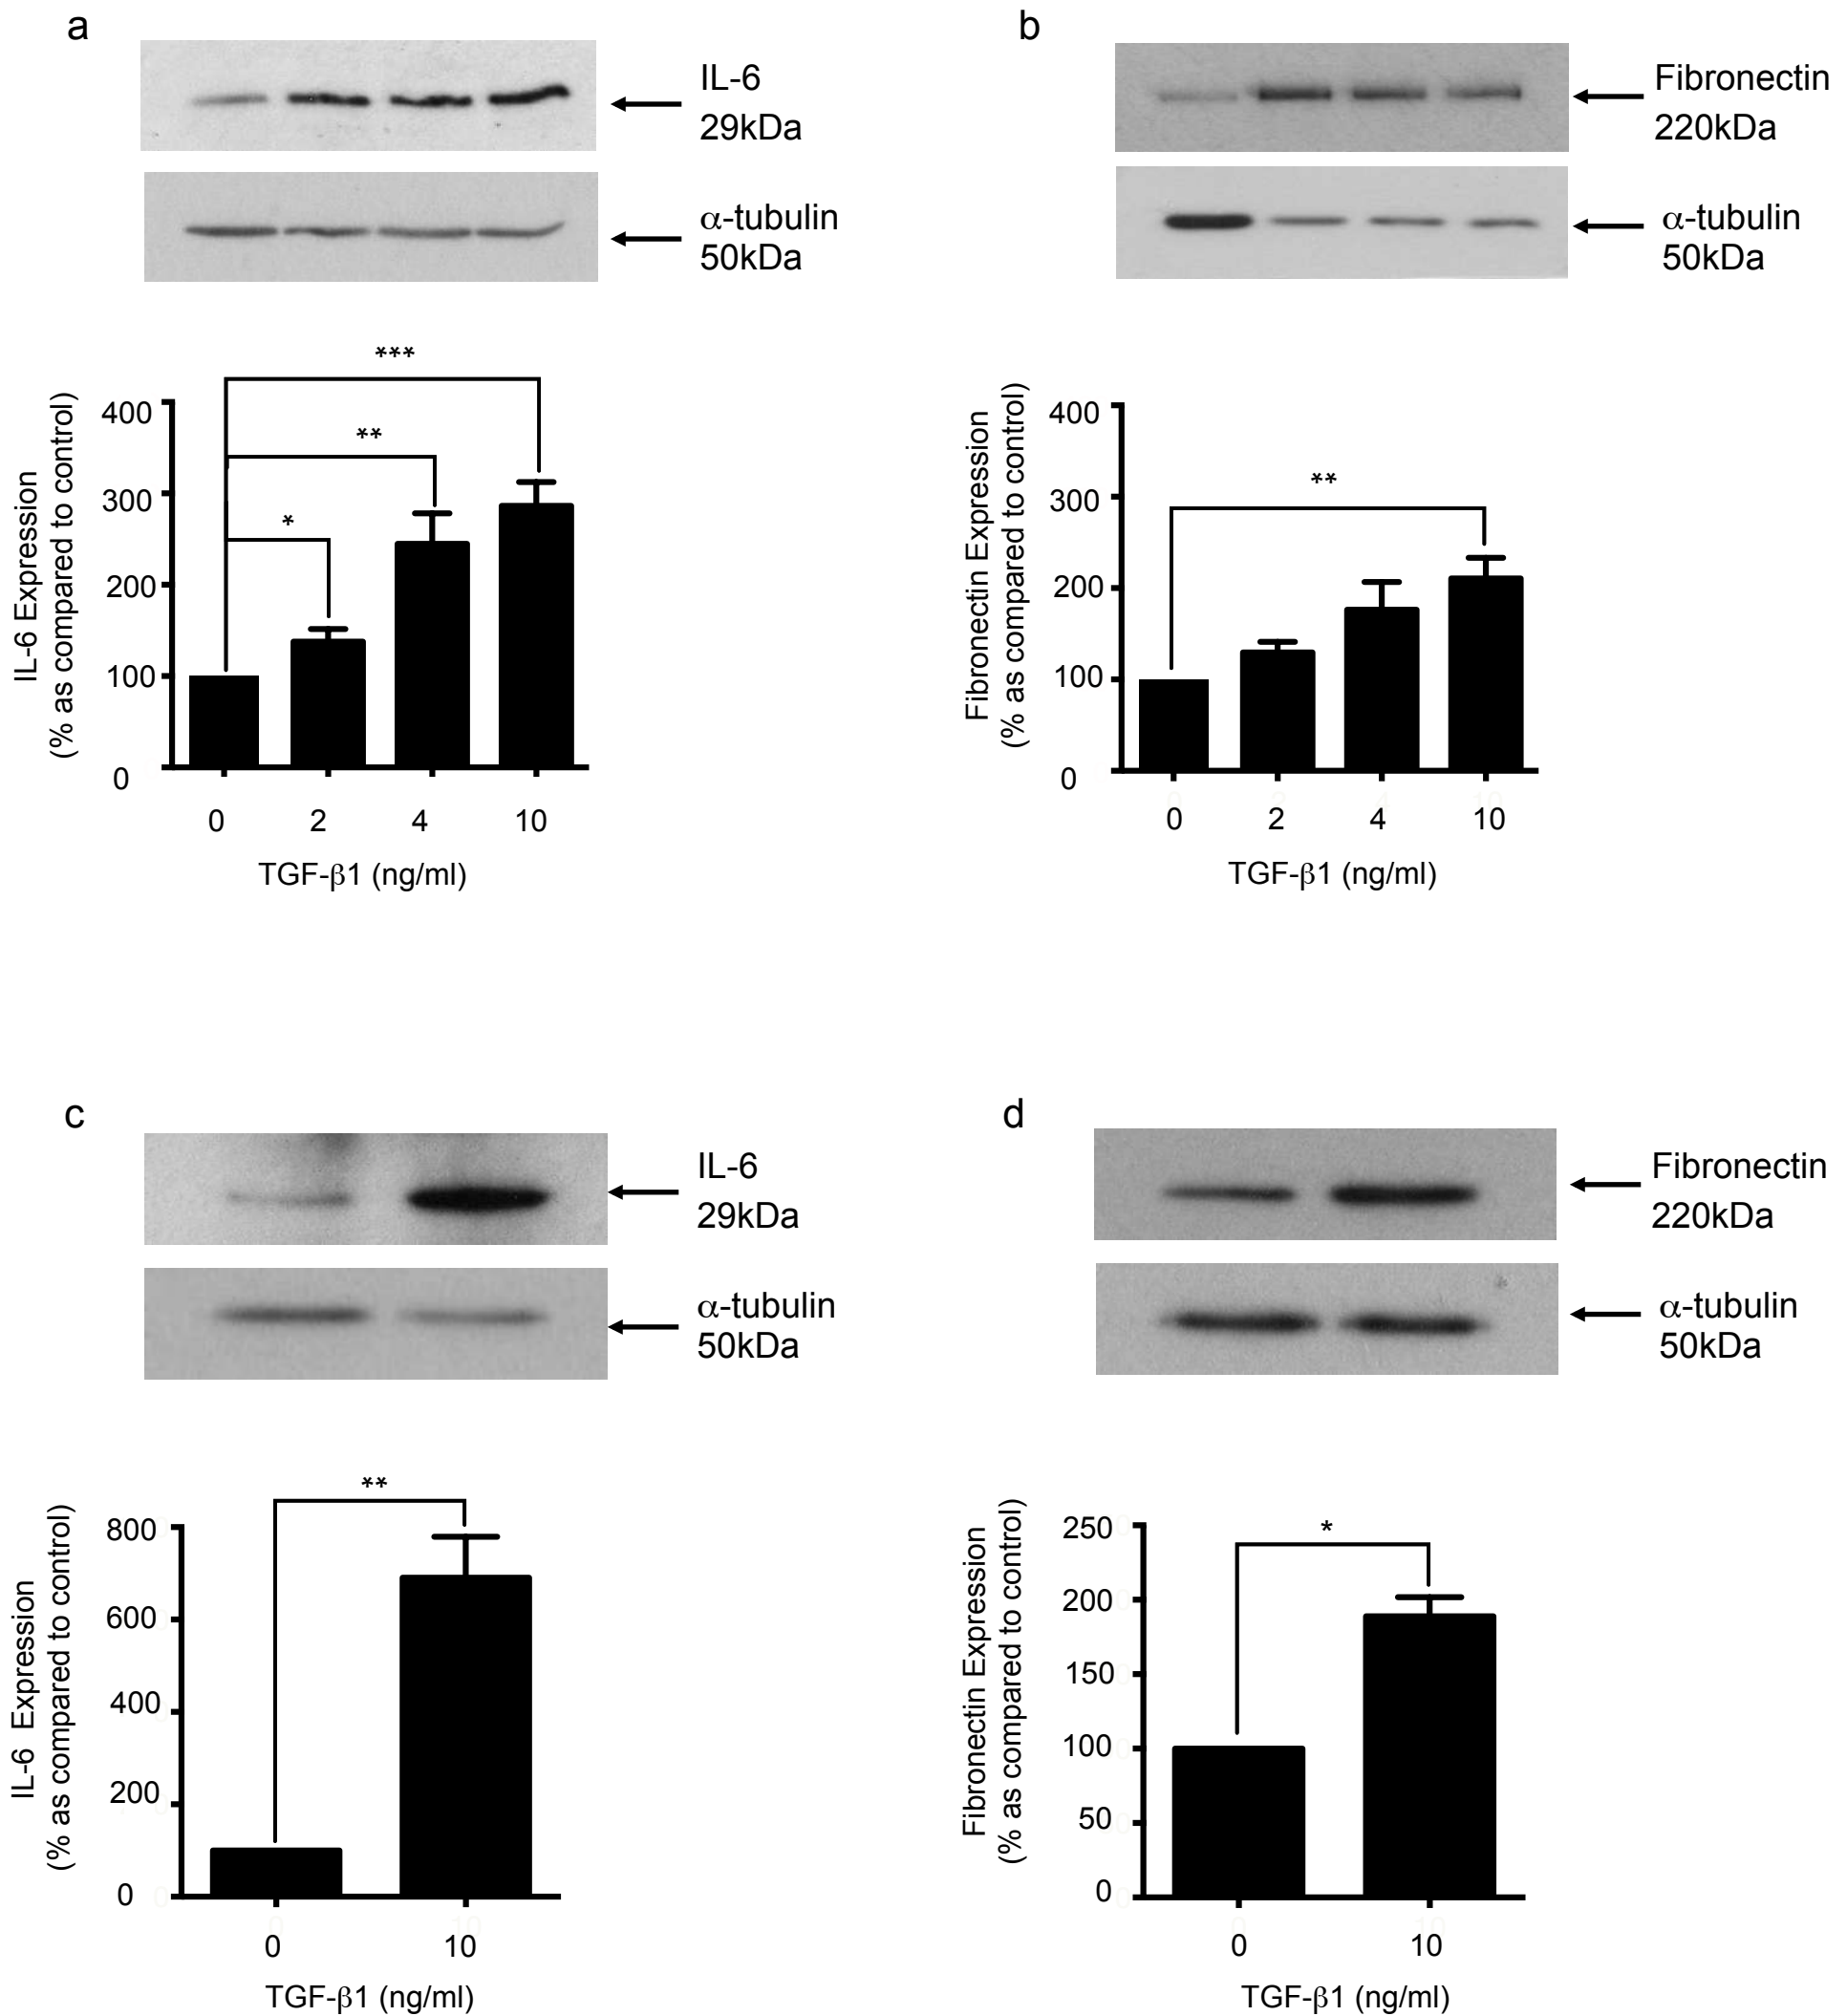 a
IL-6
29kDa
α-tubulin
50kDa
***
**
*
IL-6 Expression
(% as compared to control)
400
300
200
100
0
0 2 4 10
TGF-β1 (ng/ml)
b
Fibronectin
220kDa
α-tubulin
50kDa
**
Fibronectin Expression
(% as compared to control)
400
300
200
100
0
0 2 4 10
TGF-β1 (ng/ml)
c
IL-6
29kDa
α-tubulin
50kDa
**
IL-6 Expression
(% as compared to control)
800
600
400
200
0
0 10
TGF-β1 (ng/ml)
d
Fibronectin
220kDa
α-tubulin
50kDa
*
Fibronectin Expression
(% as compared to control)
250
200
150
100
50
0
0 10
TGF-β1 (ng/ml)